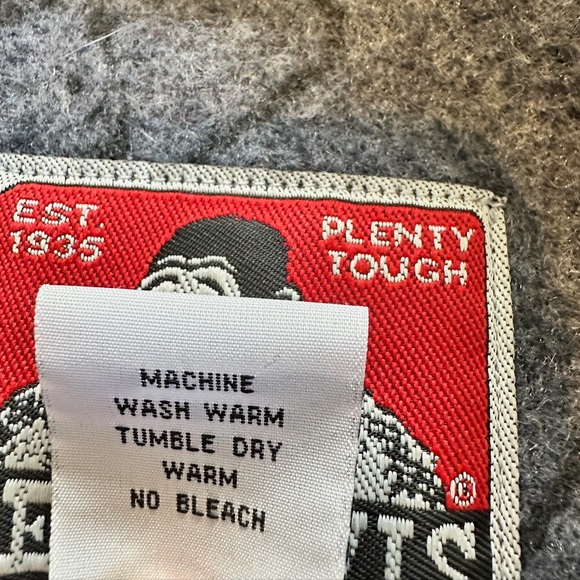 EST.
1935
PLENTY
TOUGH
MACHINE
WASH WARM
TUMBLE DRY
WARM
NO BLEACH
®